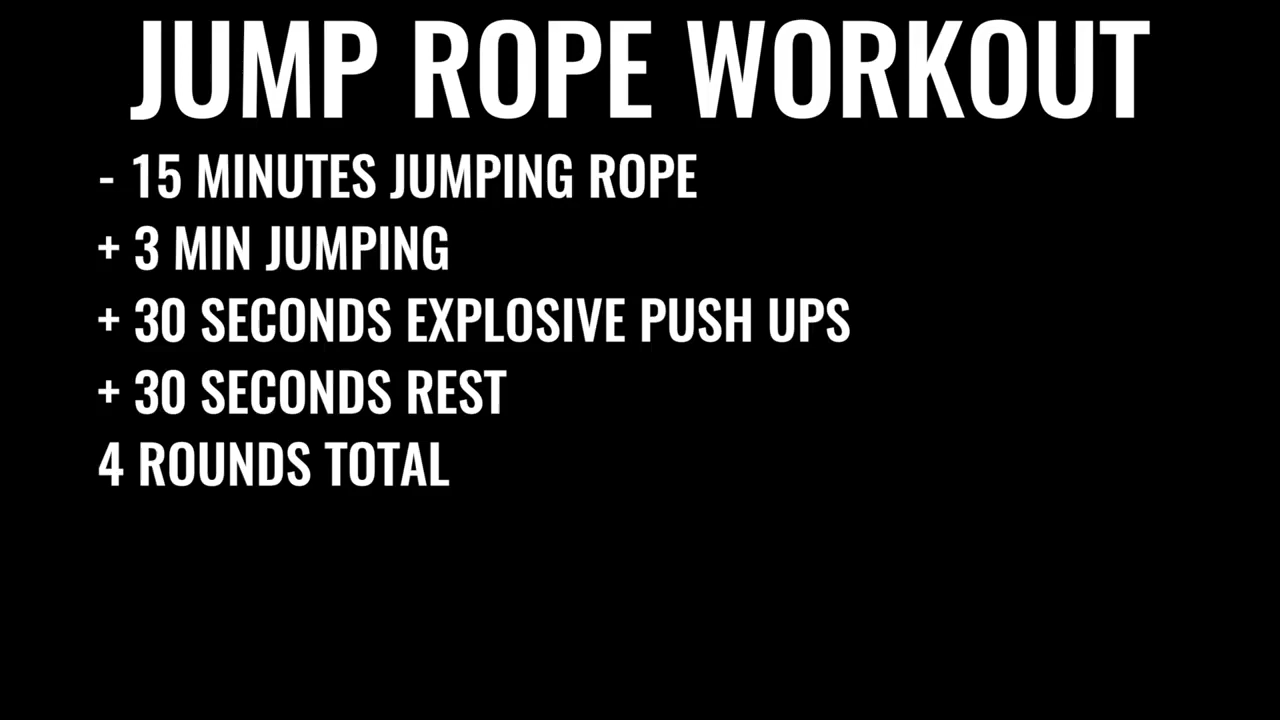 JUMP ROPE WORKOUT
- 15 MINUTES JUMPING ROPE
+ 3 MIN JUMPING
+ 30 SECONDS EXPLOSIVE PUSH UPS
+ 30 SECONDS REST
4 ROUNDS TOTAL